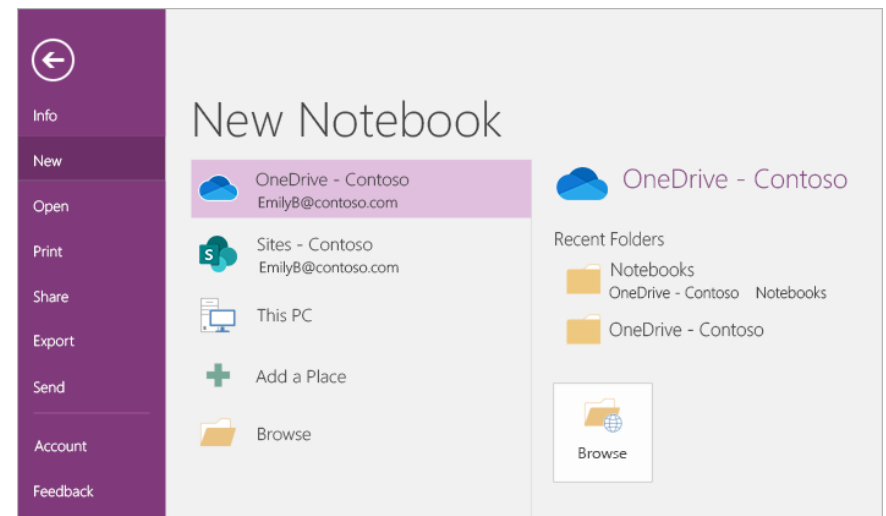 Info
New
Open
Print
Share
Export
Send
Account
Feedback
New Notebook
OneDrive - Contoso
EmilyB@contoso.com
S
Sites - Contoso
EmilyB@contoso.com
This PC
Add a Place
Browse
OneDrive - Contoso
Recent Folders
Notebooks
OneDrive - Contoso Notebooks
OneDrive - Contoso
Browse